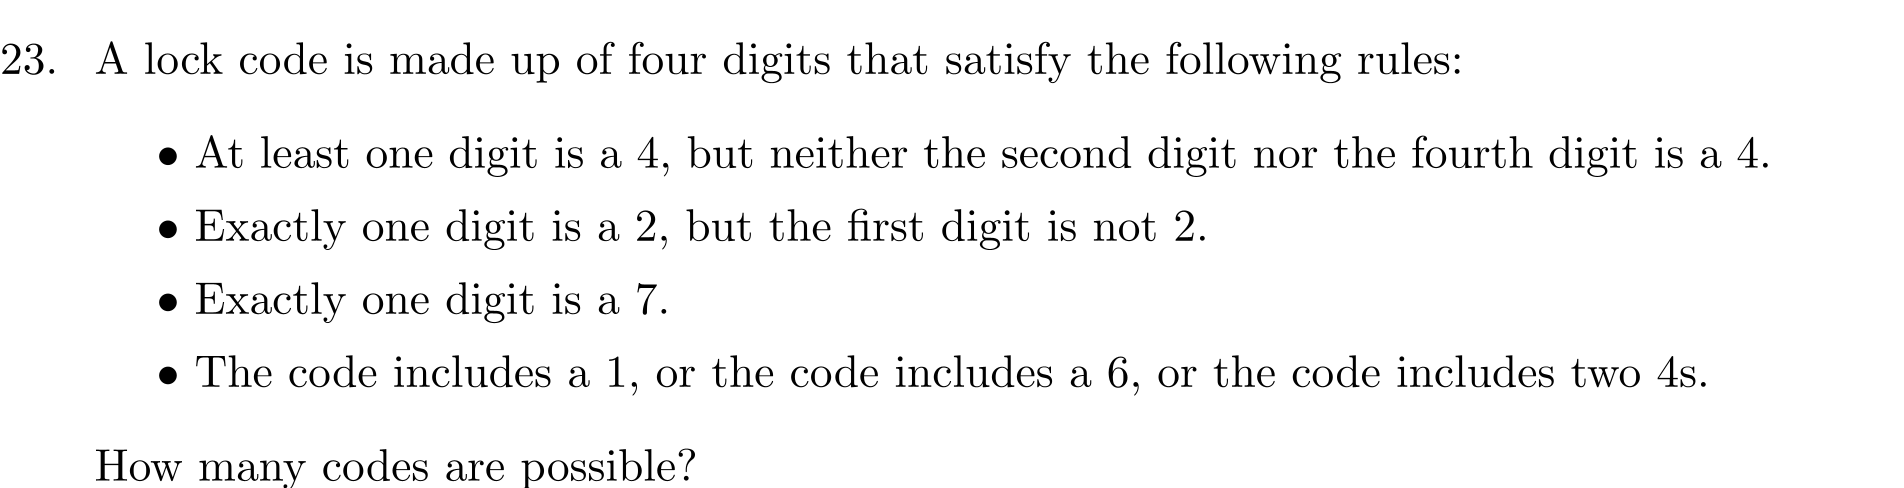 23. A lock code is made up of four digits that satisfy the following rules:
• At least one digit is a 4, but neither the second digit nor the fourth digit is a 4.
• Exactly one digit is a 2, but the first digit is not 2.
• Exactly one digit is a 7.
• The code includes a 1, or the code includes a 6, or the code includes two 4s.
How many codes are possible?